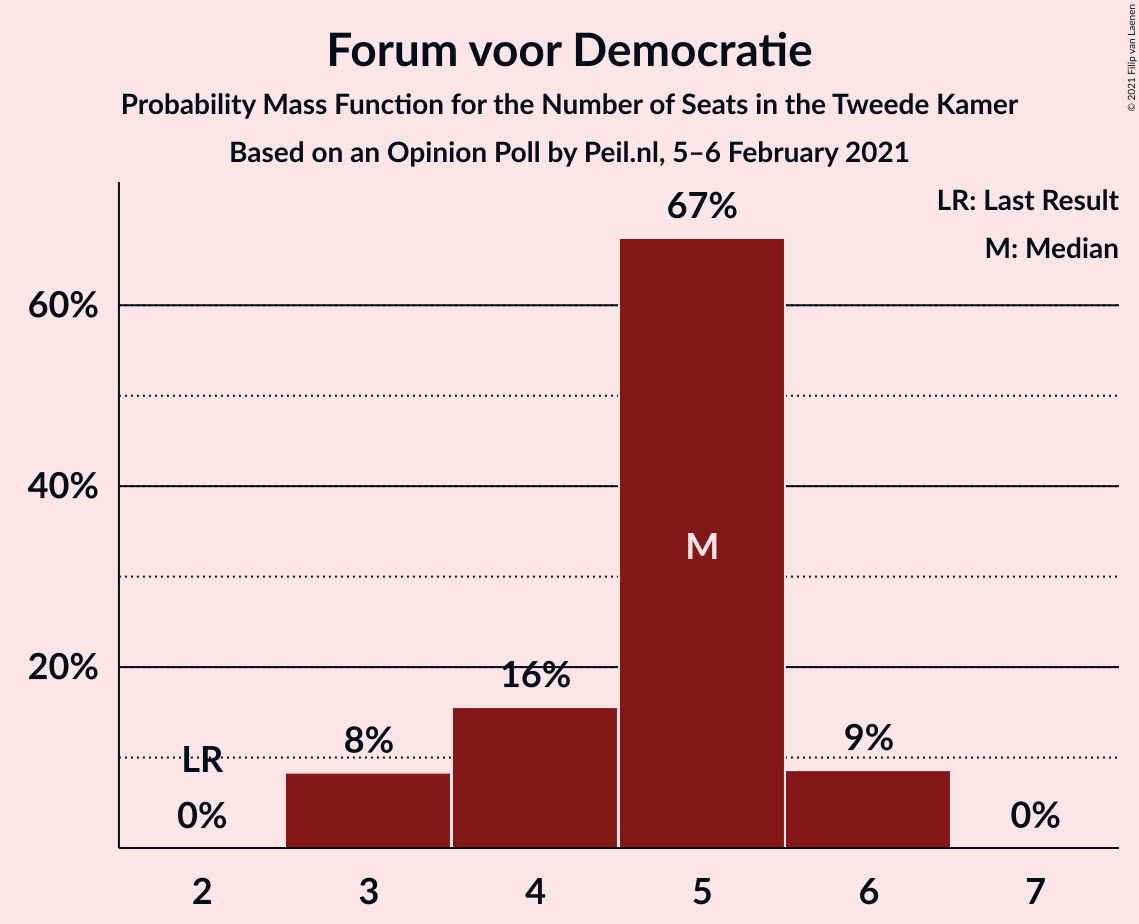 Forum voor Democratie
Probability Mass Function for the Number of Seats in the Tweede Kamer
Based on an Opinion Poll by Peil.nl, 5–6 February 2021
© 2021 Filip van Laenen
LR: Last Result
M: Median
67%
60%
40%
M
20%
16%
8%
9%
LR
0%
0%
2 3 4 5 6 7